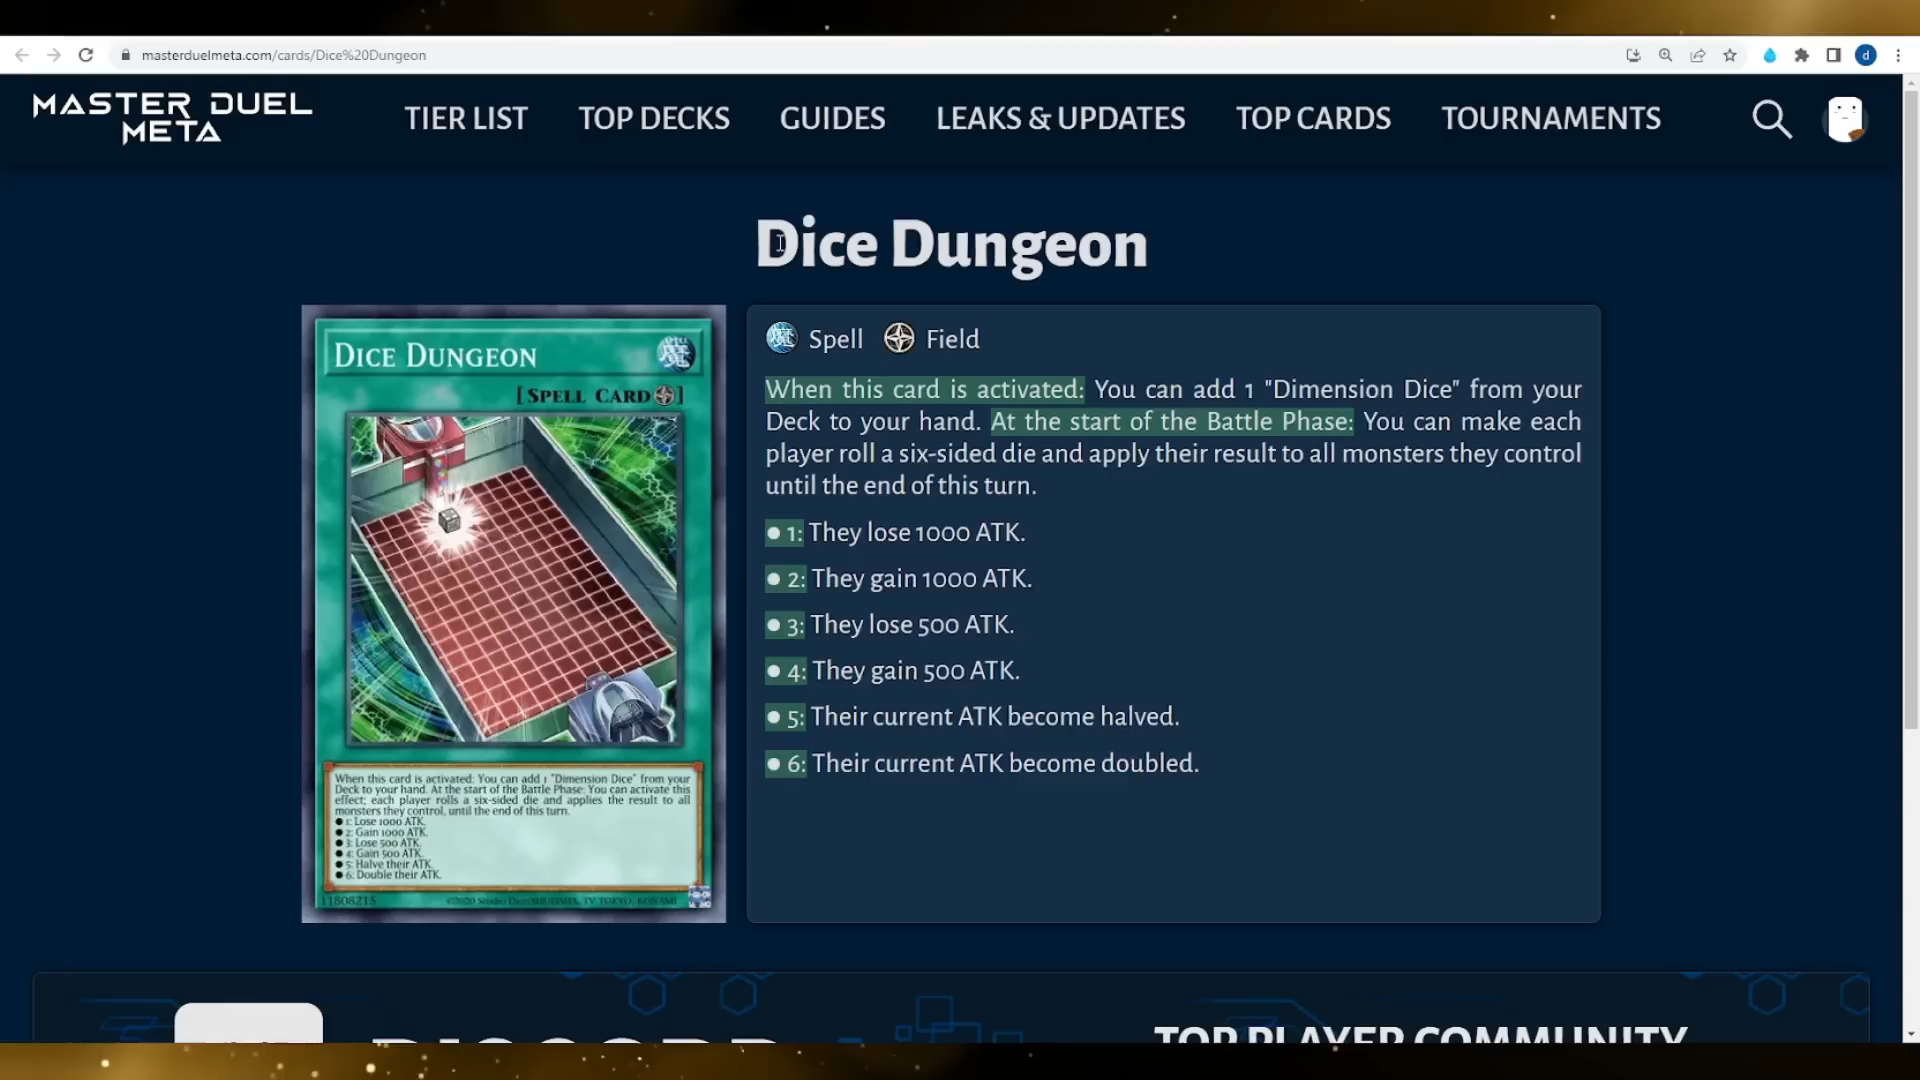 masterduelmeta.com/cards/Dice%20Dungeon
d
MASTER DUEL
META
TIER LIST
TOP DECKS
GUIDES
LEAKS & UPDATES
TOP CARDS
TOURNAMENTS
Dice Dungeon
DICE DUNGEON
[SPELL CARD]
When this card is activated: You can add 1 "Dimension Dice" from your
Deck to your hand. At the start of the Battle Phase: You can activate this
effect; each player rolls a six-sided die and applies the result to all
monsters they control, until the end of this turn.
● 1: Lose 1000 ATK.
● 2: Gain 1000 ATK.
● 3: Lose 500 ATK.
● 4: Gain 500 ATK.
● 5: Halve their ATK.
● 6: Double their ATK.
11808215
Spell Field
When this card is activated: You can add 1 "Dimension Dice" from your
Deck to your hand. At the start of the Battle Phase: You can make each
player roll a six-sided die and apply their result to all monsters they control
until the end of this turn.
● 1: They lose 1000 ATK.
● 2: They gain 1000 ATK.
● 3: They lose 500 ATK.
● 4: They gain 500 ATK.
● 5: Their current ATK become halved.
● 6: Their current ATK become doubled.
TOP PLAYER COMMUNITY